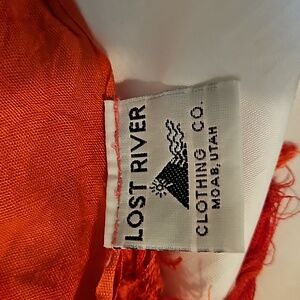 LOST RIVER
CLOTHING CO.
MOAB, UTAH